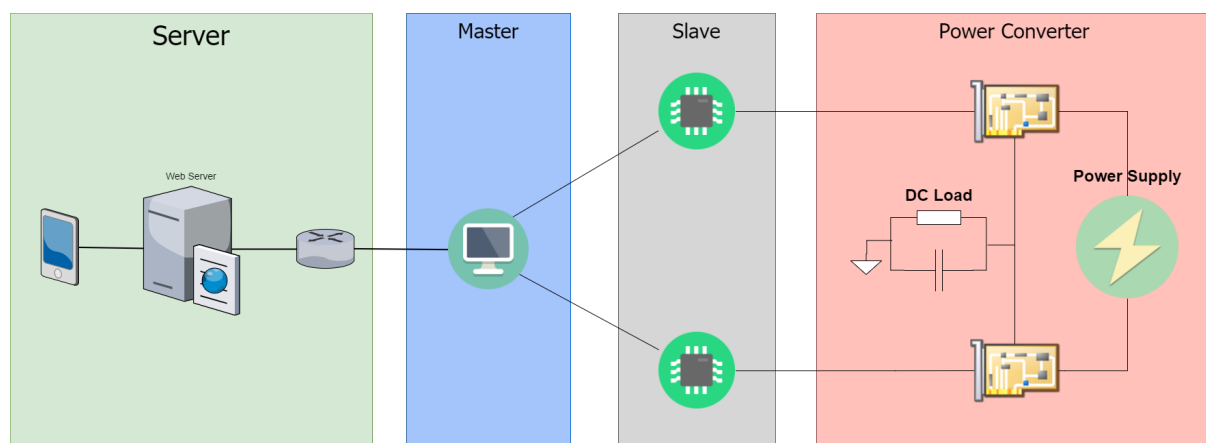 Server
Master
Slave
Power Converter
Web Server
DC Load
Power Supply